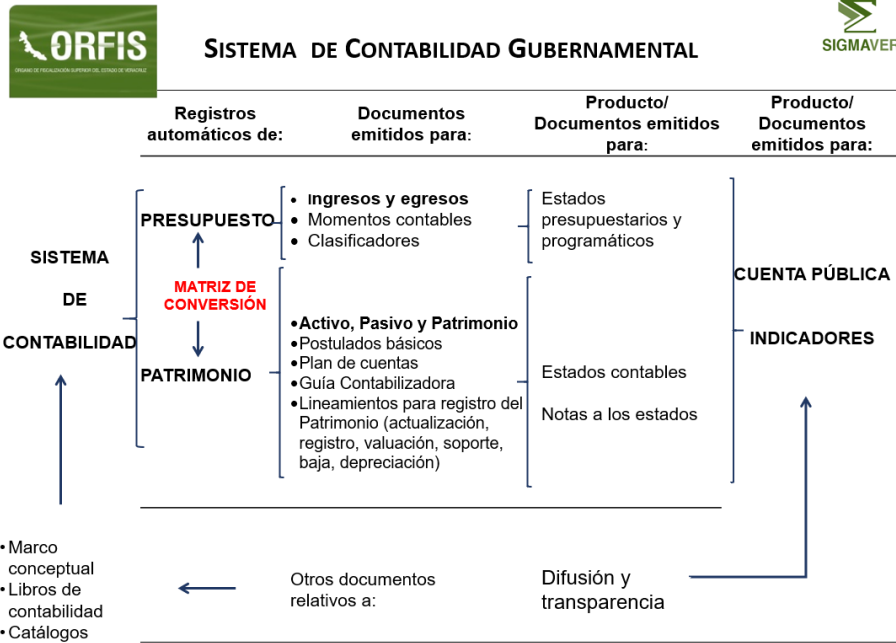 ORFIS
ÓRGANO DE FISCALIZACIÓN SUPERIOR DEL ESTADO DE VERACRUZ
SISTEMA DE CONTABILIDAD GUBERNAMENTAL
SIGMAVER
Registros
automáticos de:
Documentos
emitidos para:
Producto/
Documentos emitidos
para:
Producto/
Documentos
emitidos para:
SISTEMA
DE
CONTABILIDAD
PRESUPUESTO
MATRIZ DE
CONVERSIÓN
PATRIMONIO
• Ingresos y egresos
• Momentos contables
• Clasificadores
•Activo, Pasivo y Patrimonio
•Postulados básicos
•Plan de cuentas
•Guía Contabilizadora
•Lineamientos para registro del
Patrimonio (actualización,
registro, valuación, soporte,
baja, depreciación)
Estados
presupuestarios y
programáticos
Estados contables
Notas a los estados
CUENTA PÚBLICA
INDICADORES
•Marco
conceptual
•Libros de
contabilidad
•Catálogos
Otros documentos
relativos a:
Difusión y
transparencia